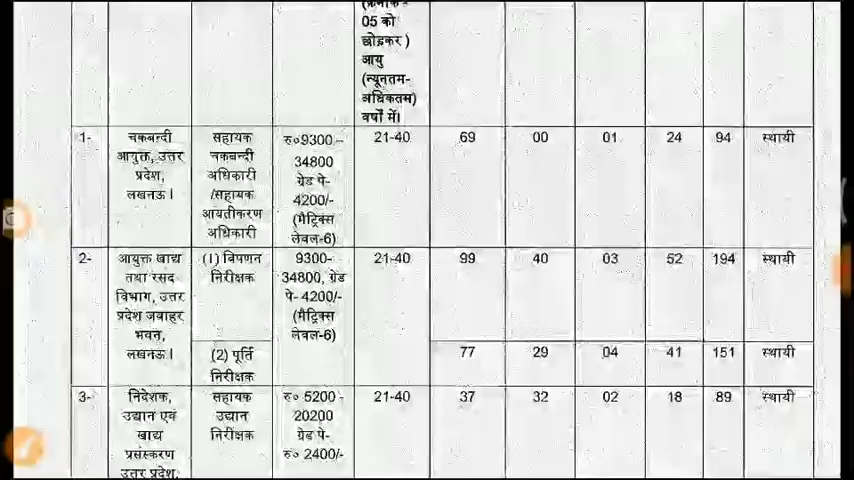 (क्रमांक-
05 को
छोड़कर )
आयु
(न्यूनतम-
अधिकतम)
वर्षों में।
1- चकबन्दी सहायक रु०9300 – 21-40 69 00 01 24 94 स्थायी
आयुक्त, उत्तर चकबन्दी 34800
प्रदेश, अधिकारी ग्रेड पे-
लखनऊ। /सहायक 4200/-
आयतीकरण (मैट्रिक्स
अधिकारी लेवल-6)
2- आयुक्त खाद्य (1) विपणन 9300- 21-40 99 40 03 52 194 स्थायी
तथा रसद निरीक्षक 34800, ग्रेड
विभाग, उत्तर पे- 4200/-
प्रदेश जवाहर (मैट्रिक्स
भवन, लेवल-6)
लखनऊ। (2) पूर्ति 77 29 04 41 151 स्थायी
निरीक्षक
3- निदेशक, सहायक रु० 5200 - 21-40 37 32 02 18 89 स्थायी
उद्यान एवं उद्यान 20200
खाद्य निरीक्षक ग्रेड पे-
प्रसंस्करण रु० 2400/-
उत्तर प्रदेश,